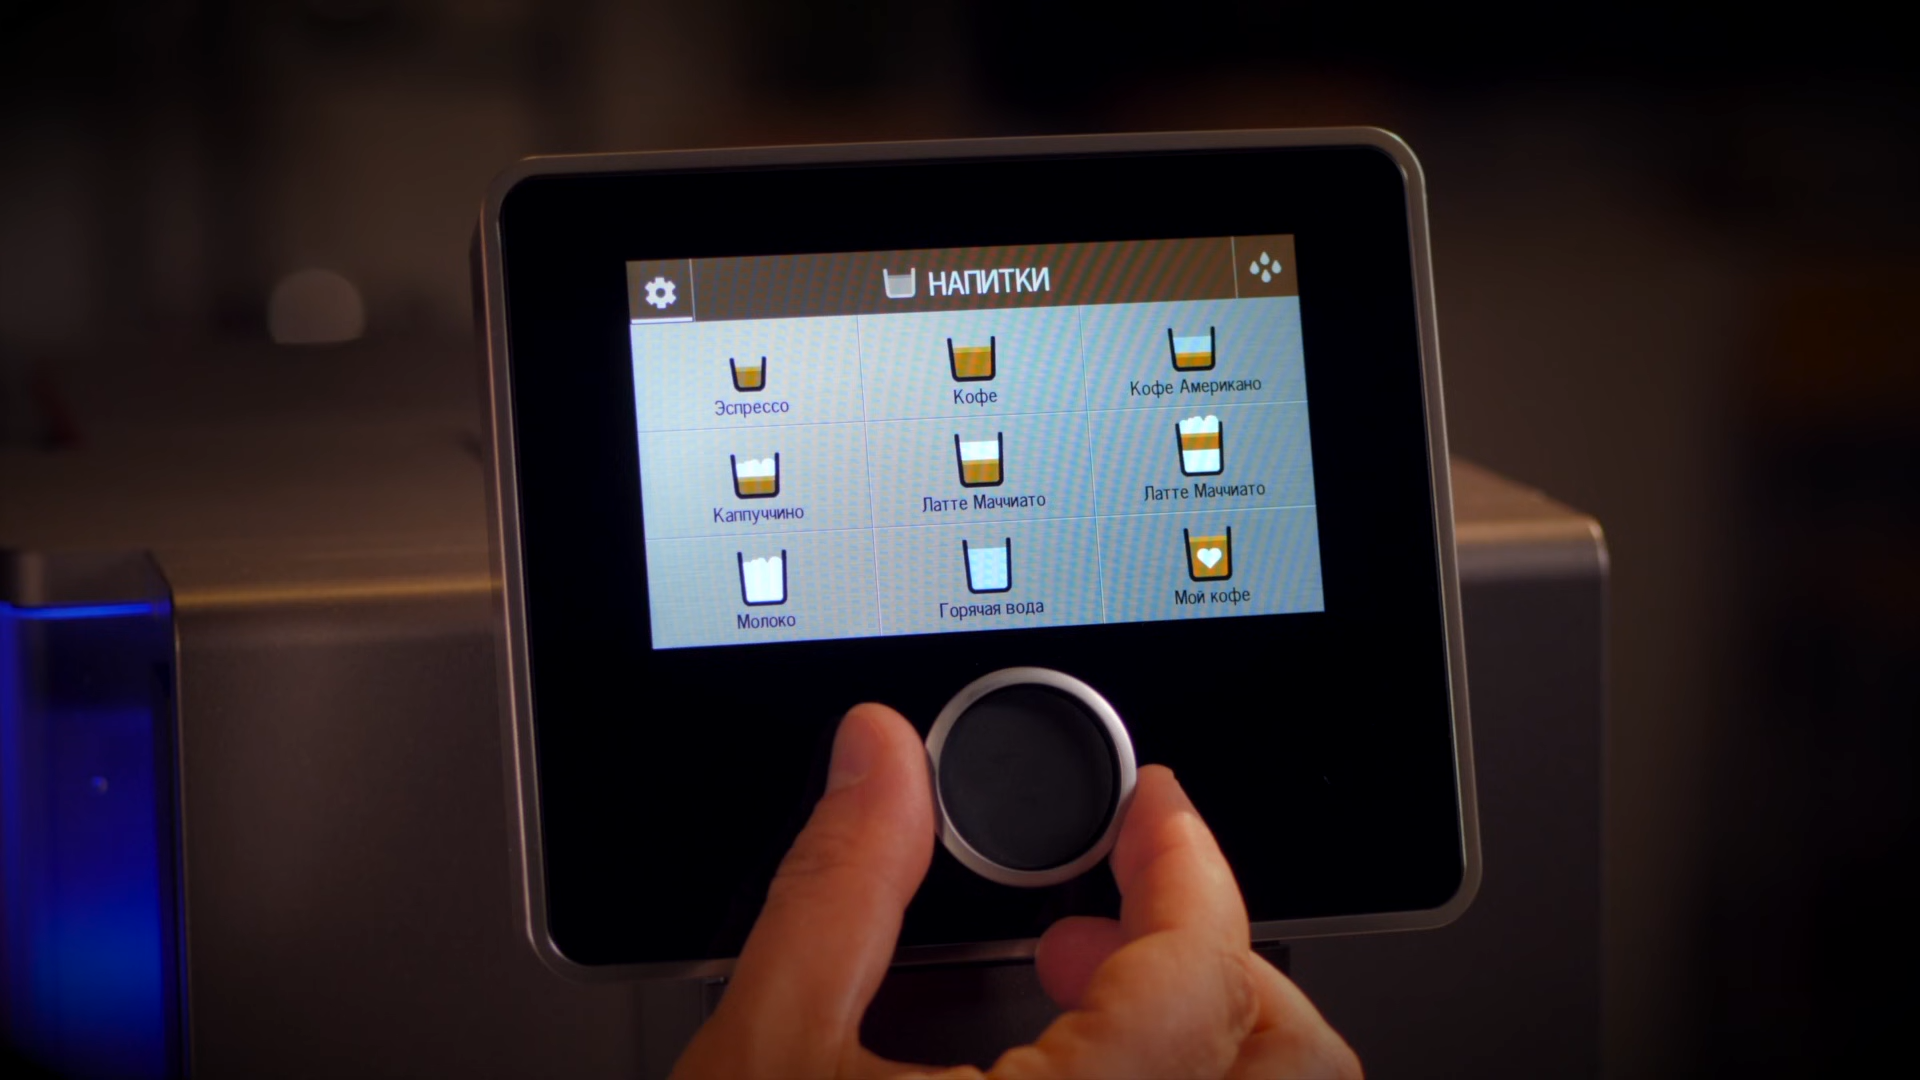 НАПИТКИ
Эспрессо
Кофе
Кофе Американо
Каппуччино
Латте Маччиато
Латте Маччиато
Молоко
Горячая вода
Мой кофе